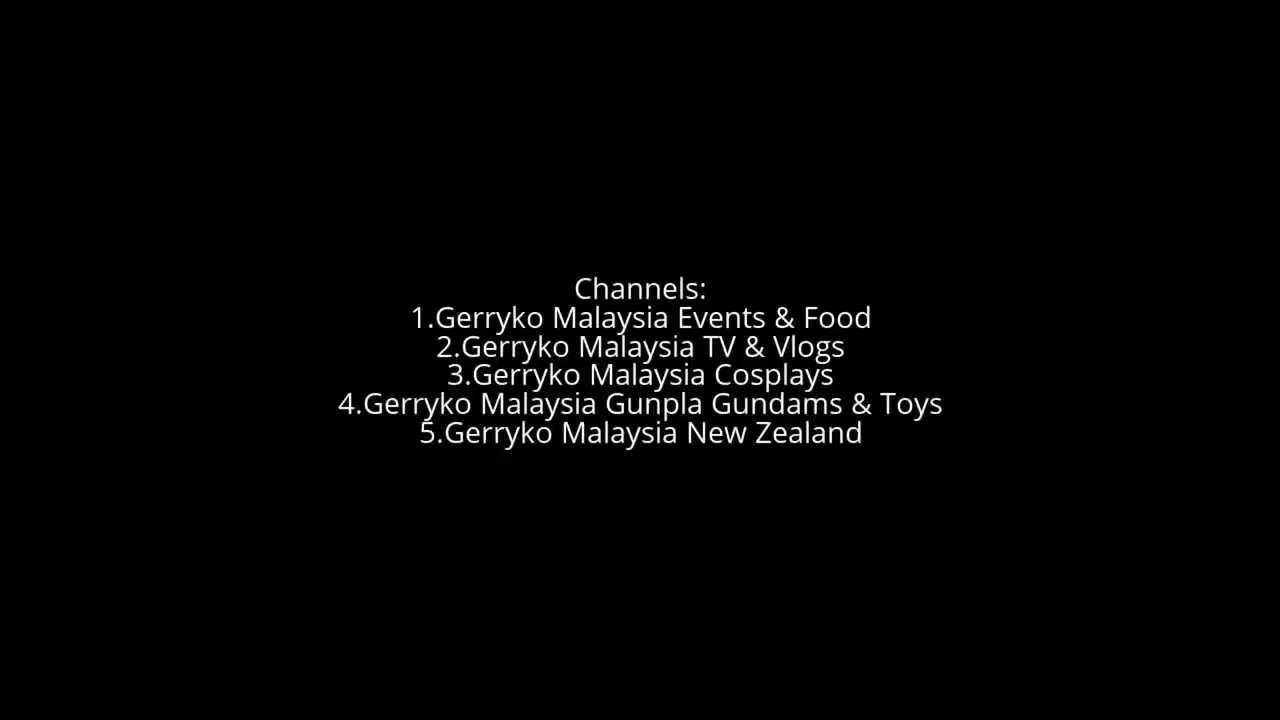 Channels:
1.Gerryko Malaysia Events & Food
2.Gerryko Malaysia TV & Vlogs
3.Gerryko Malaysia Cosplays
4.Gerryko Malaysia Gunpla Gundams & Toys
5.Gerryko Malaysia New Zealand